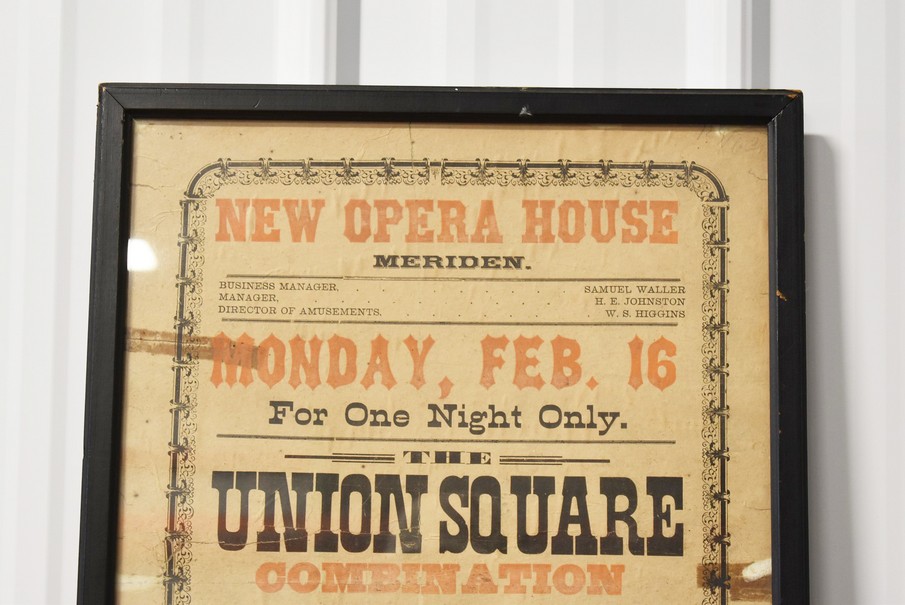 NEW OPERA HOUSE
MERIDEN.
BUSINESS MANAGER, . . . . SAMUEL WALLER
MANAGER, . . . . . H. E. JOHNSTON
DIRECTOR OF AMUSEMENTS, . . . . W. S. HIGGINS
MONDAY, FEB. 16
For One Night Only.
THE
UNION SQUARE
COMBINATION